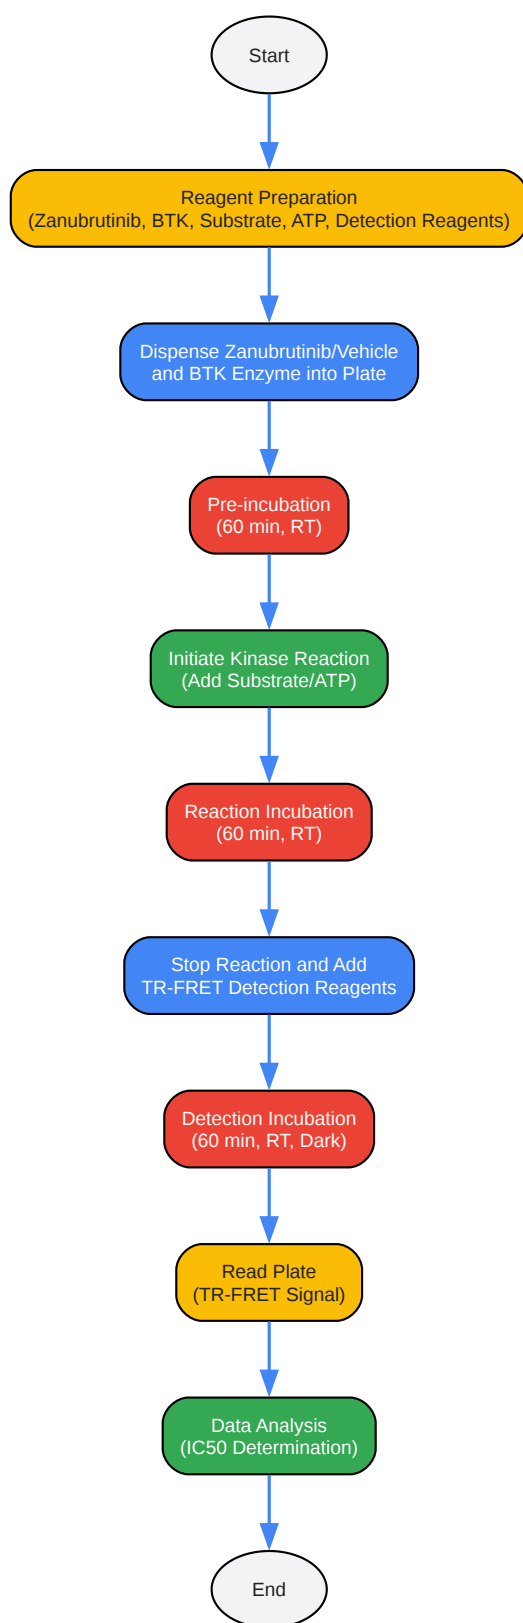 Start
Reagent Preparation
(Zanubrutinib, BTK, Substrate, ATP, Detection Reagents)
Dispense Zanubrutinib/Vehicle
and BTK Enzyme into Plate
Pre-incubation
(60 min, RT)
Initiate Kinase Reaction
(Add Substrate/ATP)
Reaction Incubation
(60 min, RT)
Stop Reaction and Add
TR-FRET Detection Reagents
Detection Incubation
(60 min, RT, Dark)
Read Plate
(TR-FRET Signal)
Data Analysis
(IC50 Determination)
End